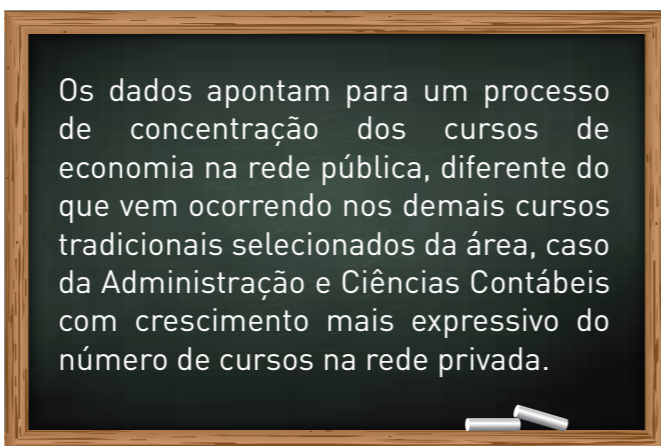 Os dados apontam para um processo
de concentração dos cursos de
economia na rede pública, diferente do
que vem ocorrendo nos demais cursos
tradicionais selecionados da área, caso
da Administração e Ciências Contábeis
com crescimento mais expressivo do
número de cursos na rede privada.